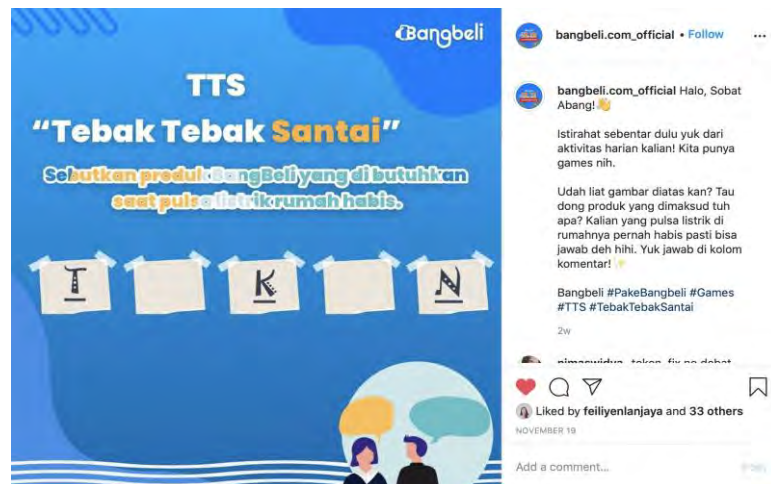 Bangbeli
TTS
“Tebak Tebak Santai”
Sebutkan produk BangBeli yang di butuhkan
saat pulsa listrik rumah habis.
T K N
bangbeli.com_official • Follow
bangbeli.com_official Halo, Sobat
Abang!👋
Istirahat sebentar dulu yuk dari
aktivitas harian kalian! Kita punya
games nih.
Udah liat gambar diatas kan? Tau
dong produk yang dimaksud tuh
apa? Kalian yang pulsa listrik di
rumahnya pernah habis pasti bisa
jawab deh hihi. Yuk jawab di kolom
komentar!✨
Bangbeli #PakeBangbeli #Games
#TTS #TebakTebakSantai
2w
Liked by feiliyenlanjaya and 33 others
NOVEMBER 19
Add a comment...